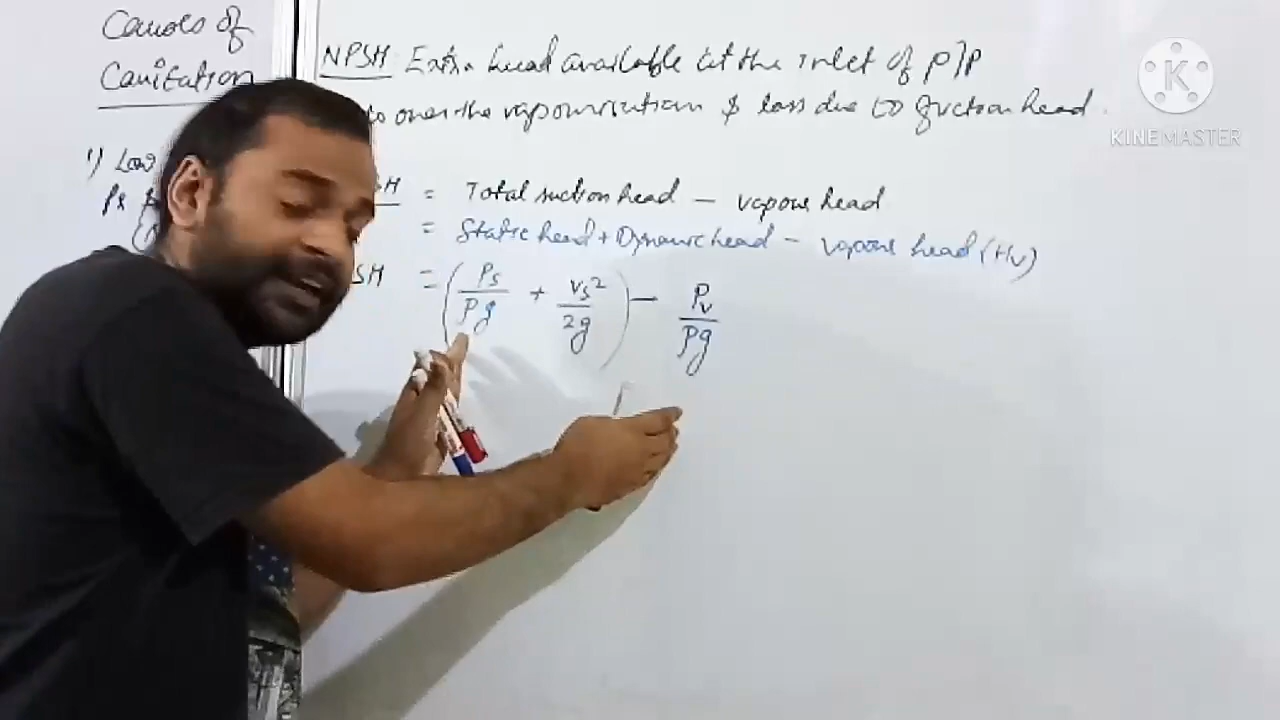 Causes of
Cavitation
1) Low
NPSH: Extra head available at the inlet of P/P
to over the vapourisation & loss due to friction head.
SH = Total suction head - vapour head
= Static head + Dynamic head - vapour head (Hv)
SH = (Ps/ρg + vs²/2g) - Pv/ρg
K
KINEMASTER